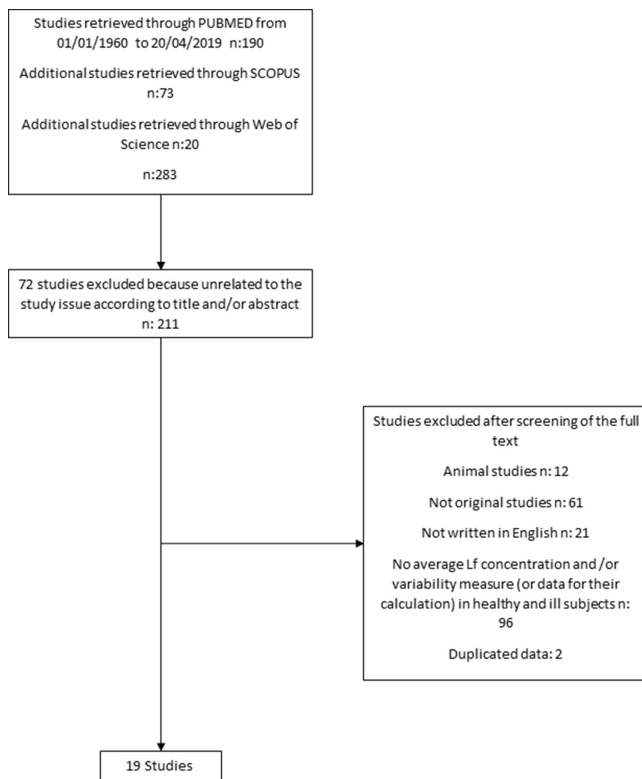 Studies retrieved through PUBMED from
01/01/1960 to 20/04/2019 n:190
Additional studies retrieved through SCOPUS
n:73
Additional studies retrieved through Web of
Science n:20
n:283
72 studies excluded because unrelated to the
study issue according to title and/or abstract
n: 211
Studies excluded after screening of the full
text
Animal studies n: 12
Not original studies n: 61
Not written in English n: 21
No average Lf concentration and /or
variability measure (or data for their
calculation) in healthy and ill subjects n:
96
Duplicated data: 2
19 Studies